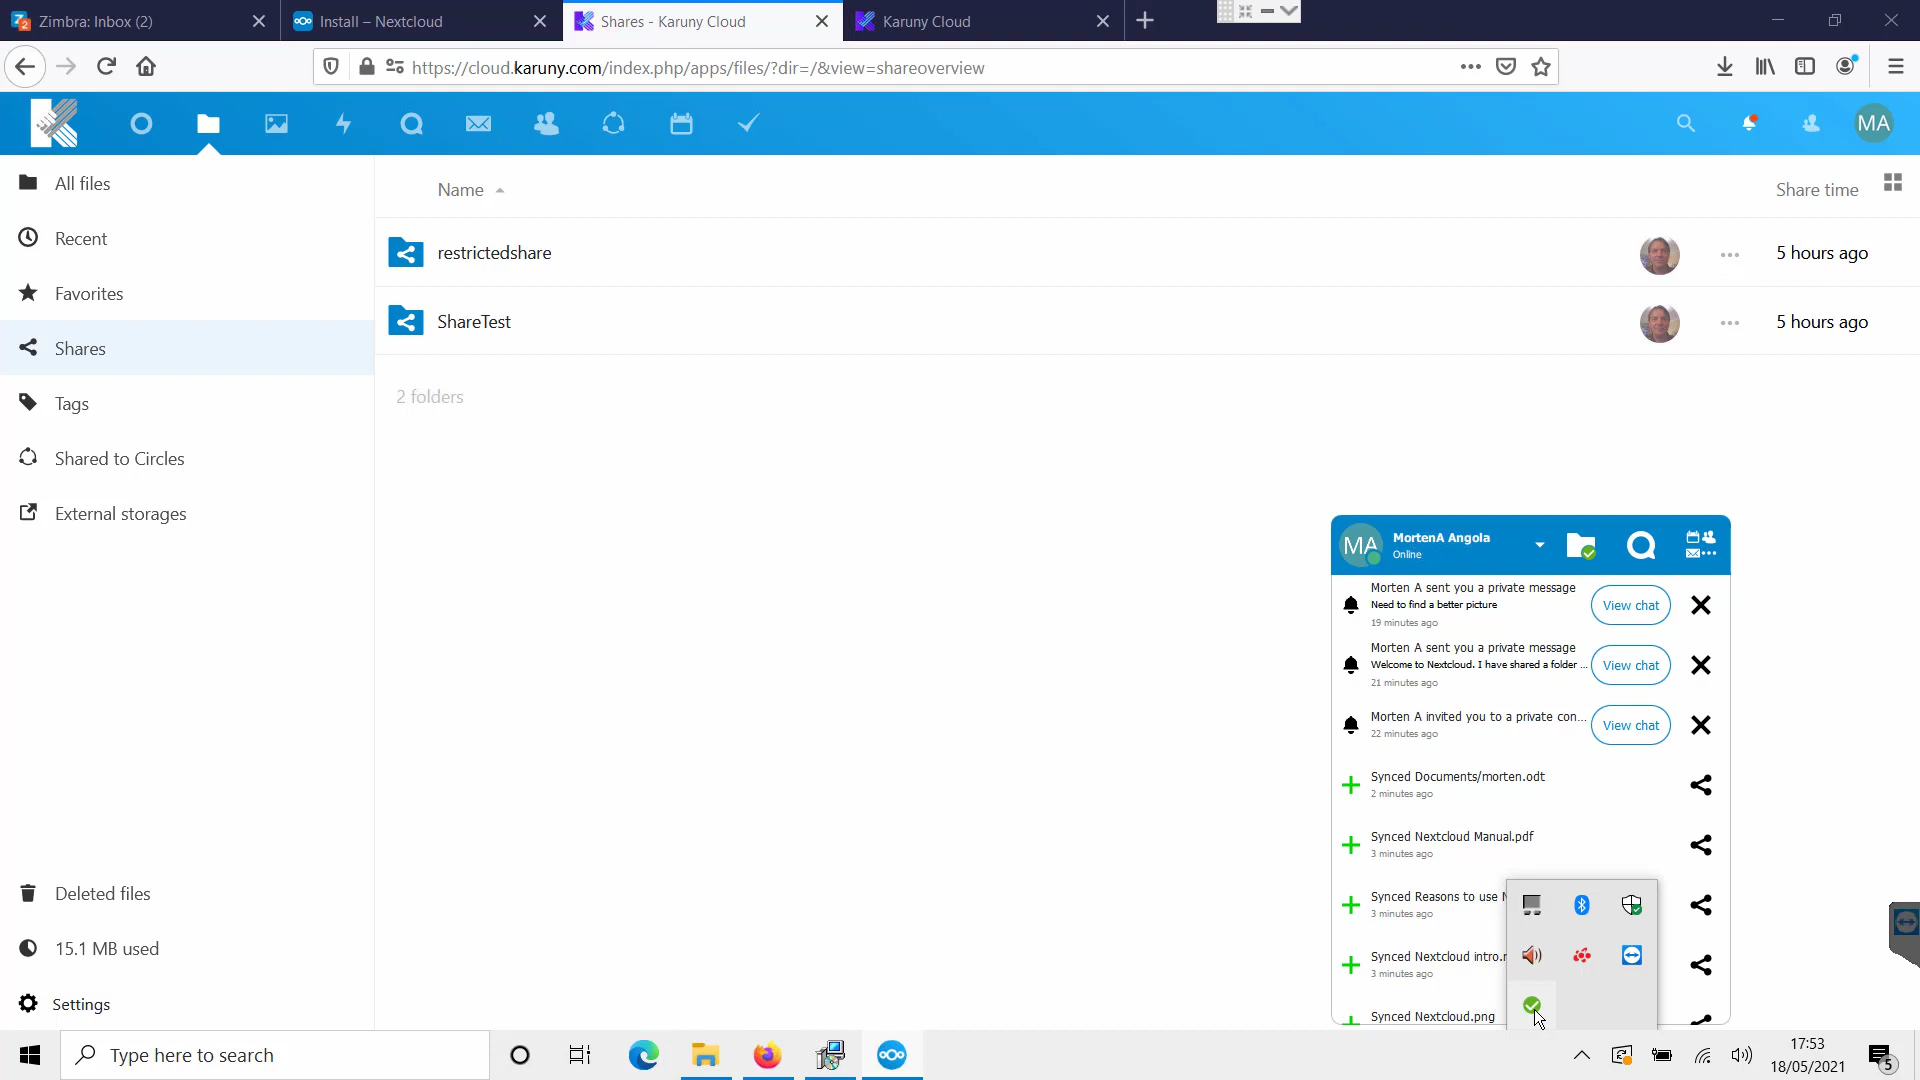 Zimbra: Inbox (2)
Install – Nextcloud
Shares - Karuny Cloud
Karuny Cloud
https://cloud.karuny.com/index.php/apps/files/?dir=/&view=shareoverview
MA
All files
Recent
Favorites
Shares
Tags
Shared to Circles
External storages
Deleted files
15.1 MB used
Settings
Name
Share time
restrictedshare
5 hours ago
ShareTest
5 hours ago
2 folders
MA
MortenA Angola
Online
Morten A sent you a private message
Need to find a better picture
19 minutes ago
View chat
Morten A sent you a private message
Welcome to Nextcloud. I have shared a folder ...
21 minutes ago
View chat
Morten A invited you to a private con...
22 minutes ago
View chat
Synced Documents/morten.odt
2 minutes ago
Synced Nextcloud Manual.pdf
3 minutes ago
Synced Reasons to use
3 minutes ago
Synced Nextcloud intro.
3 minutes ago
Synced Nextcloud.png
Type here to search
17:53
18/05/2021
5